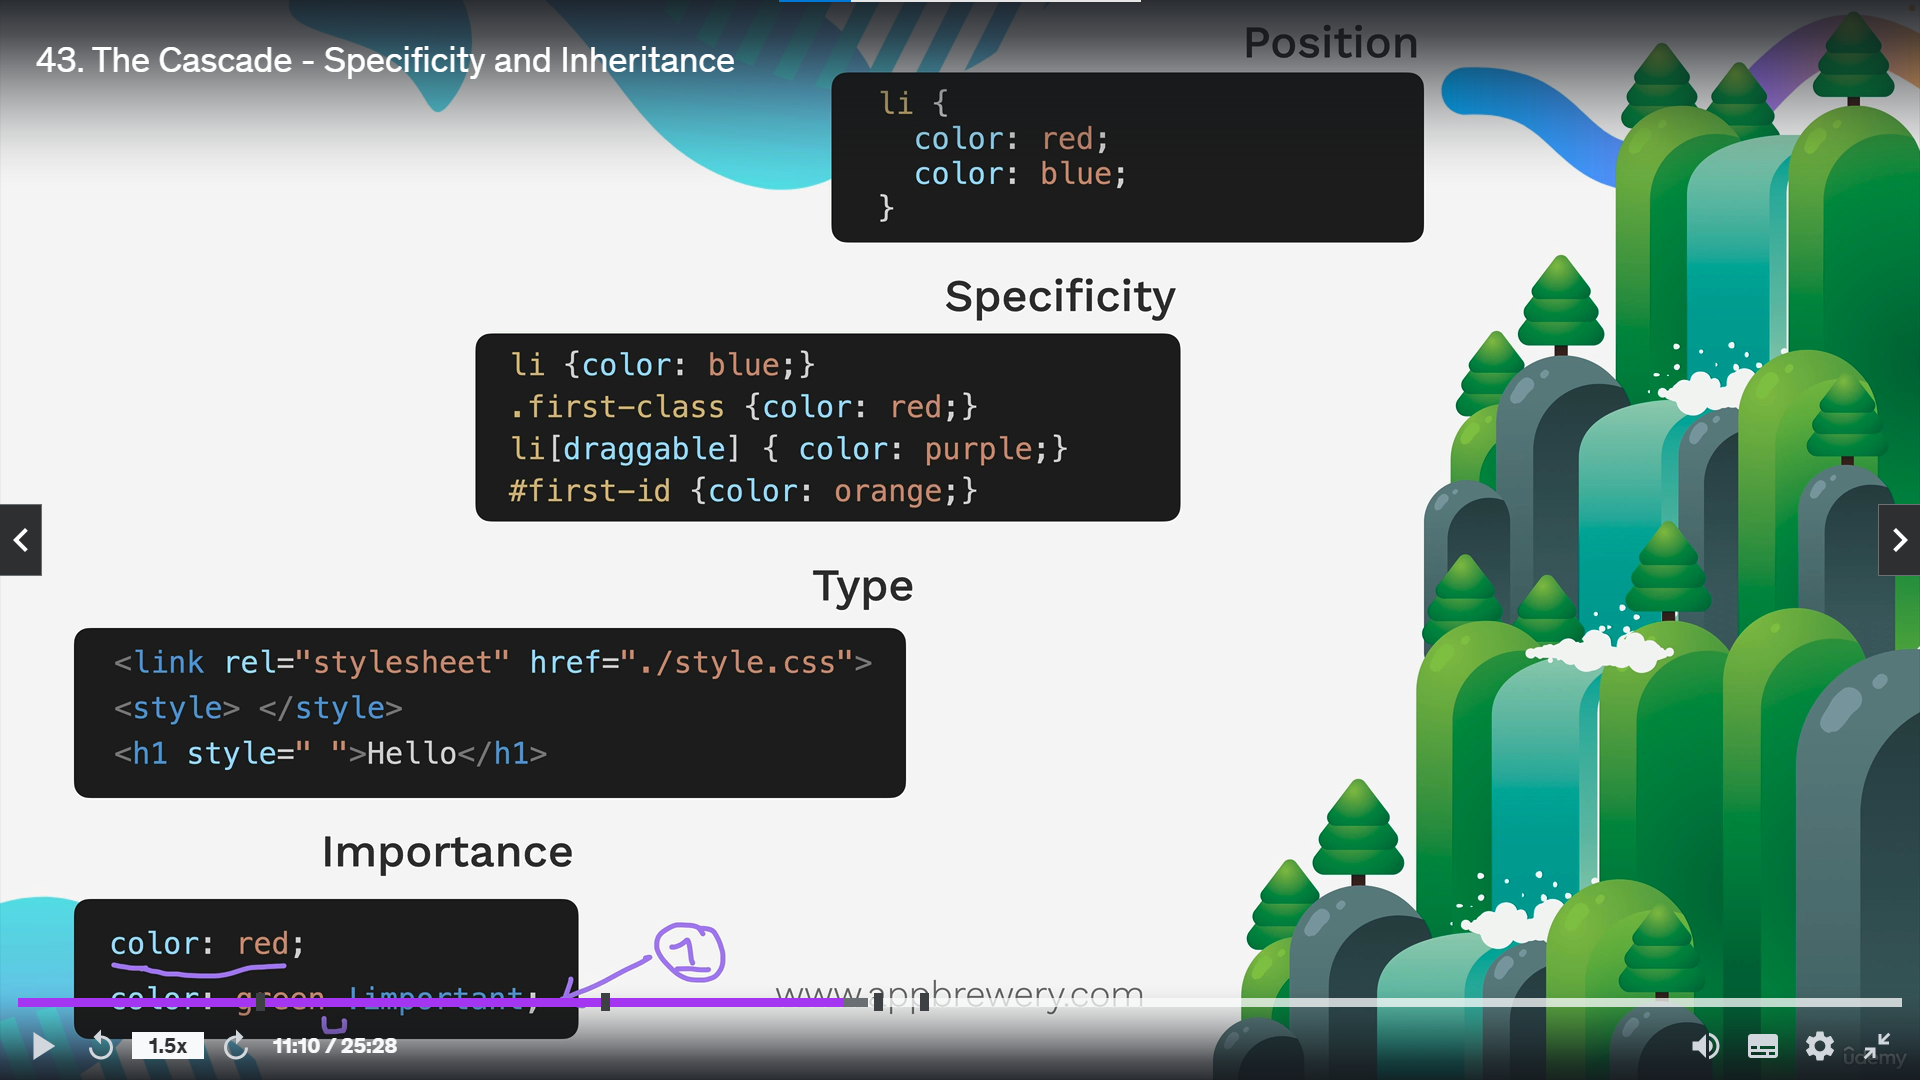 43. The Cascade - Specificity and Inheritance
Position
li {
color: red;
color: blue;
}
Specificity
li {color: blue;}
.first-class {color: red;}
li[draggable] { color: purple;}
#first-id {color: orange;}
Type
<link rel="stylesheet" href="./style.css">
<style> </style>
<h1 style=" ">Hello</h1>
Importance
color: red;
color: green !important;
1
www.appbrewery.com
1.5x
11:10 / 25:28
ûdemy